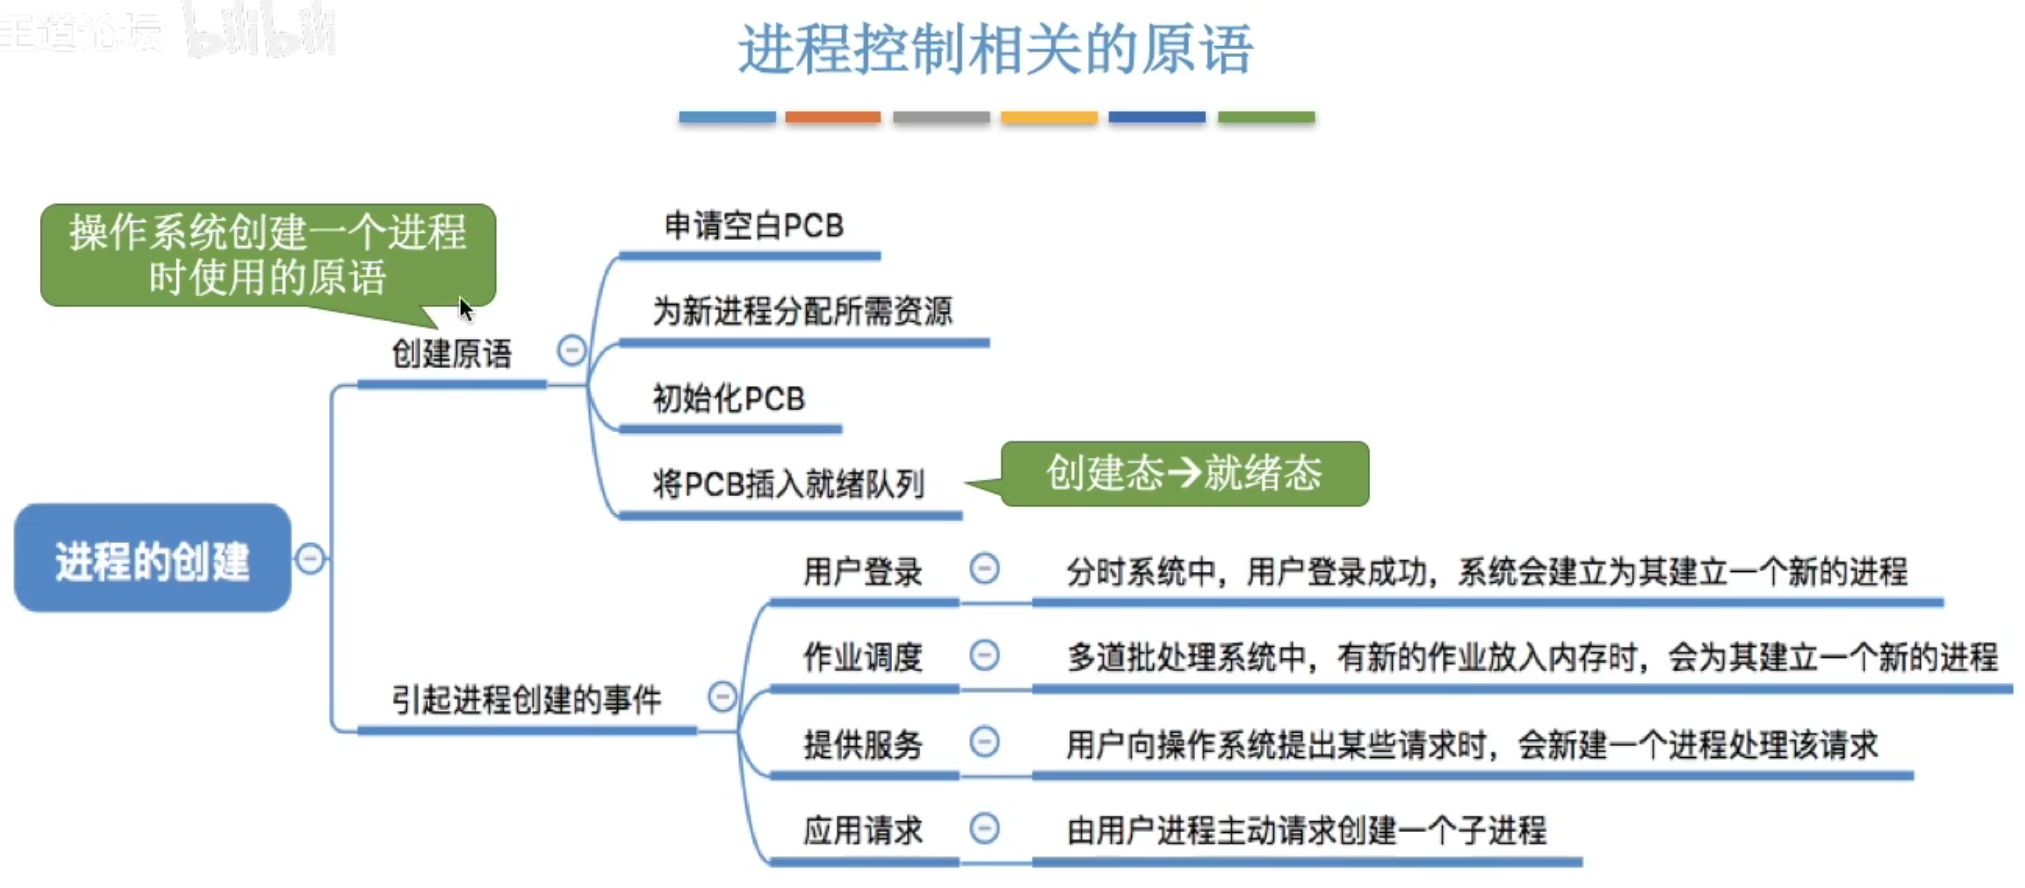 王道论坛 bilibili
进程控制相关的原语
操作系统创建一个进程
时使用的原语
创建原语
申请空白PCB
为新进程分配所需资源
初始化PCB
将PCB插入就绪队列
创建态→就绪态
进程的创建
引起进程创建的事件
用户登录
分时系统中，用户登录成功，系统会建立为其建立一个新的进程
作业调度
多道批处理系统中，有新的作业放入内存时，会为其建立一个新的进程
提供服务
用户向操作系统提出某些请求时，会新建一个进程处理该请求
应用请求
由用户进程主动请求创建一个子进程